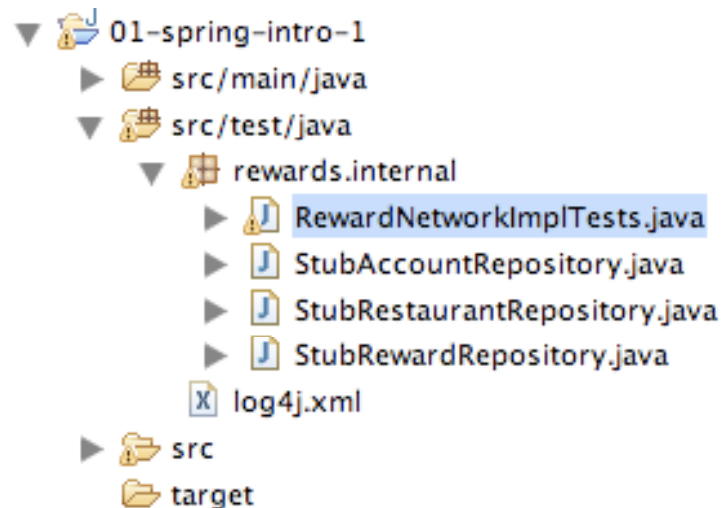 01-spring-intro-1
src/main/java
src/test/java
rewards.internal
RewardNetworkImplTests.java
StubAccountRepository.java
StubRestaurantRepository.java
StubRewardRepository.java
log4j.xml
src
target